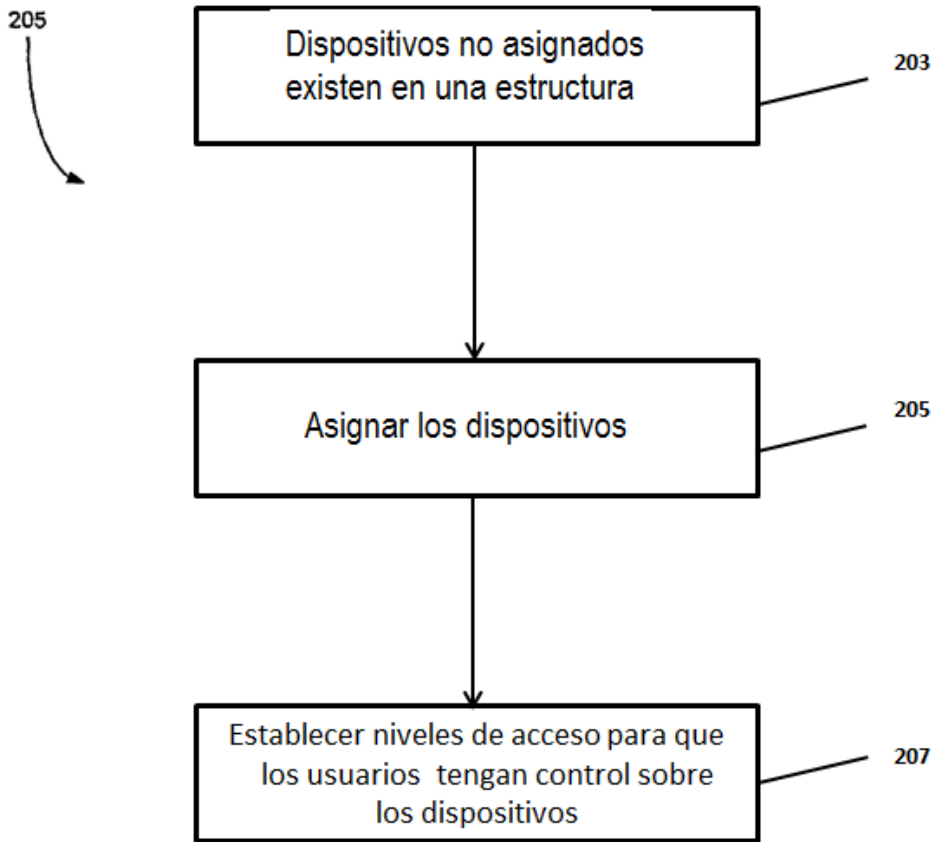 205
Dispositivos no asignados
existen en una estructura
203
Asignar los dispositivos
205
Establecer niveles de acceso para que
los usuarios tengan control sobre
los dispositivos
207